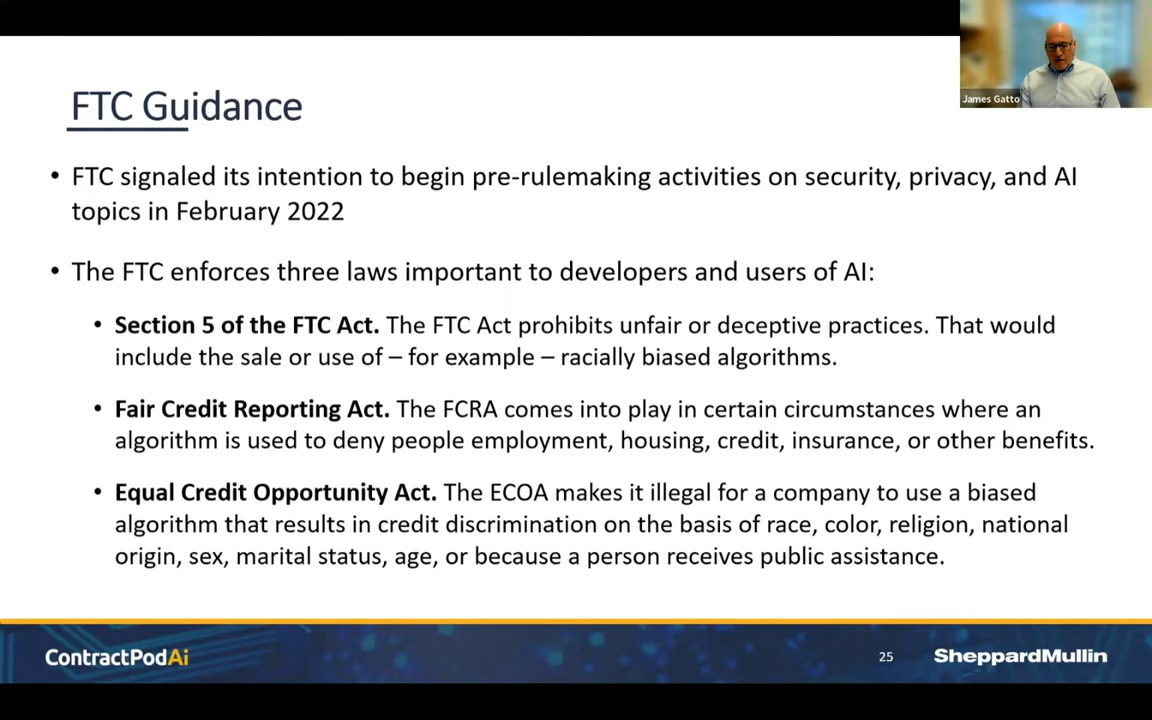 James Gatto
FTC Guidance
• FTC signaled its intention to begin pre-rulemaking activities on security, privacy, and AI
topics in February 2022
• The FTC enforces three laws important to developers and users of AI:
• Section 5 of the FTC Act. The FTC Act prohibits unfair or deceptive practices. That would
include the sale or use of – for example – racially biased algorithms.
• Fair Credit Reporting Act. The FCRA comes into play in certain circumstances where an
algorithm is used to deny people employment, housing, credit, insurance, or other benefits.
• Equal Credit Opportunity Act. The ECOA makes it illegal for a company to use a biased
algorithm that results in credit discrimination on the basis of race, color, religion, national
origin, sex, marital status, age, or because a person receives public assistance.
ContractPodAi
25
SheppardMullin